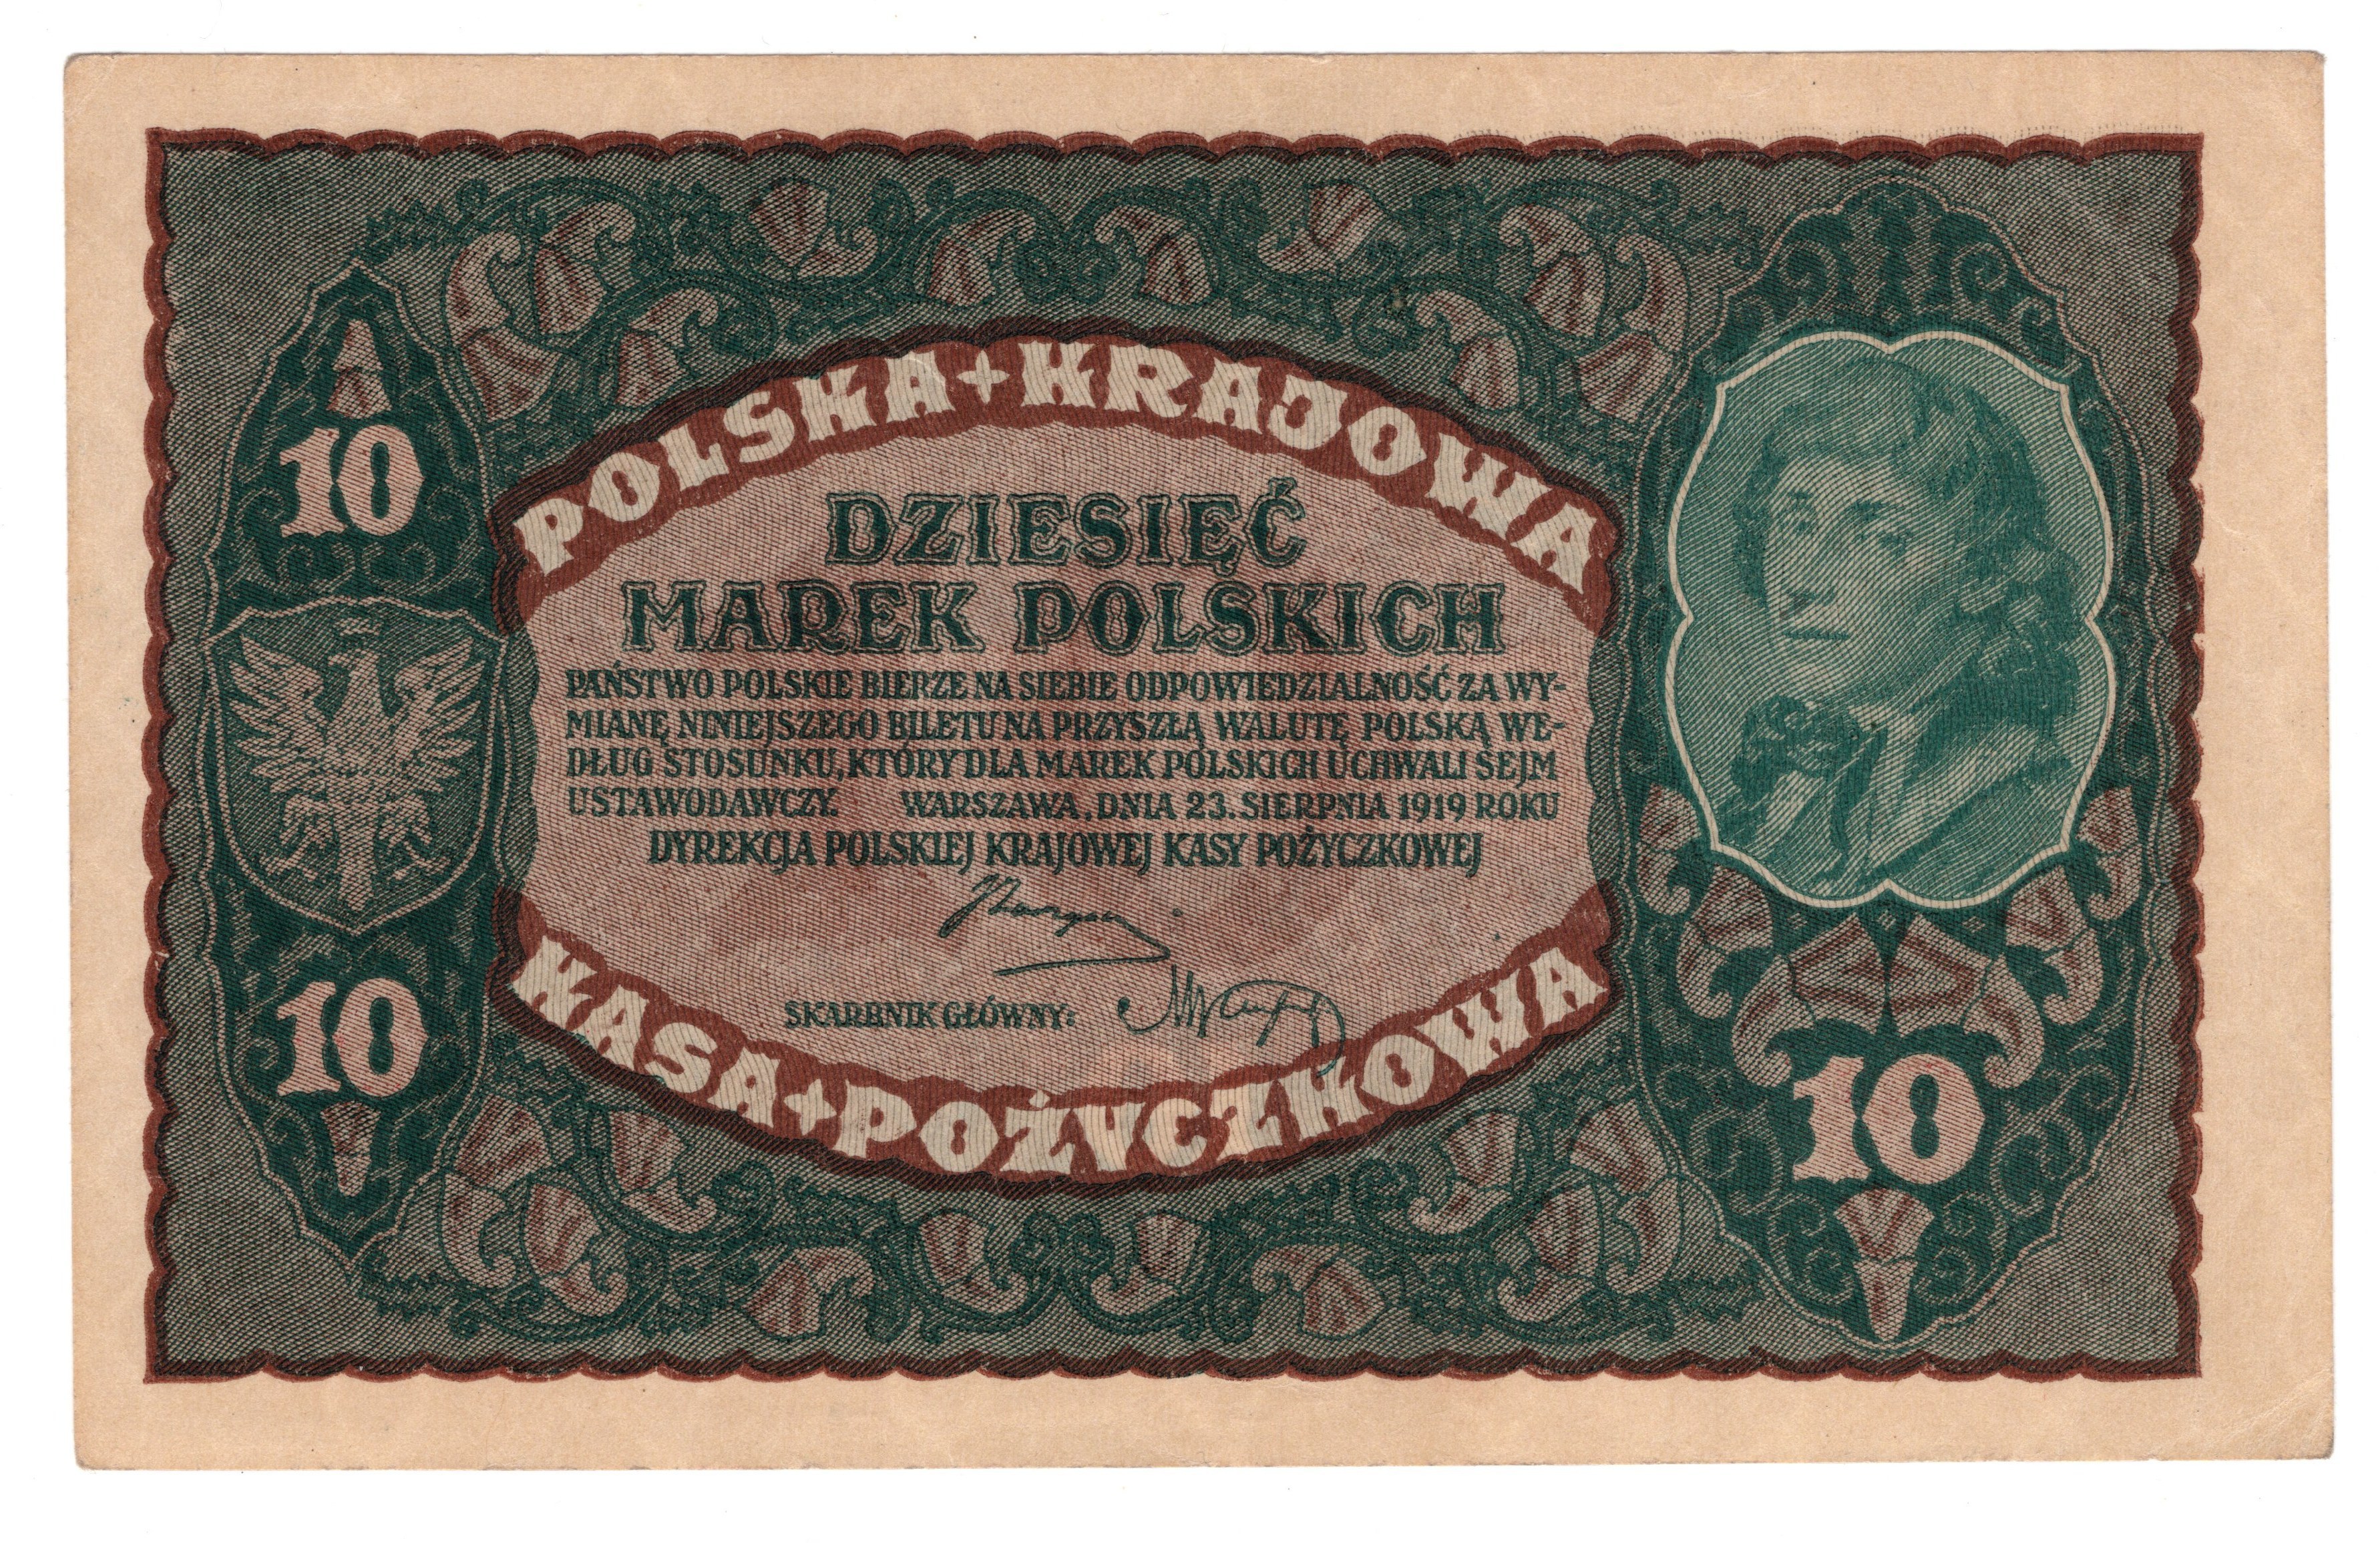 POLSKA + KRAJOWA
10
DZIESIĘĆ
MAREK POLSKICH
PAŃSTWO POLSKIE BIERZE NA SIEBIE ODPOWIEDZIALNOŚĆ ZA WY-
MIANĘ NINIEJSZEGO BILETU NA PRZYSZŁĄ WALUTĘ POLSKĄ WE-
DŁUG STOSUNKU, KTÓRY DLA MAREK POLSKICH UCHWALI SEJM
USTAWODAWCZY. WARSZAWA, DNIA 23. SIERPNIA 1919 ROKU
DYREKCJA POLSKIEJ KRAJOWEJ KASY POŻYCZKOWEJ
SKARBNIK GŁÓWNY:
10
10
KASA + POŻYCZKOWA